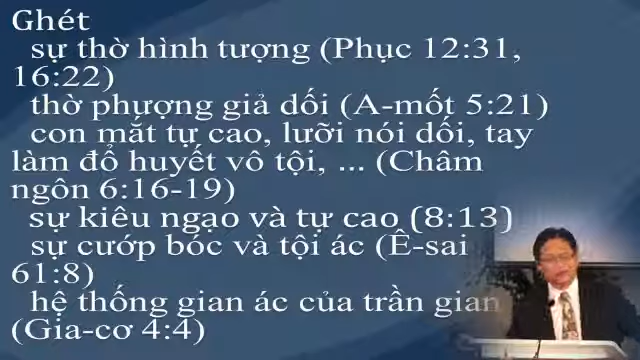 Ghét
sự thờ hình tượng (Phục 12:31,
16:22)
thờ phượng giả dối (A-mốt 5:21)
con mắt tự cao, lưỡi nói dối, tay
làm đổ huyết vô tội, ... (Châm
ngôn 6:16-19)
sự kiêu ngạo và tự cao (8:13)
sự cướp bóc và tội ác (Ê-sai
61:8)
hệ thống gian ác của trần gian
(Gia-cơ 4:4)